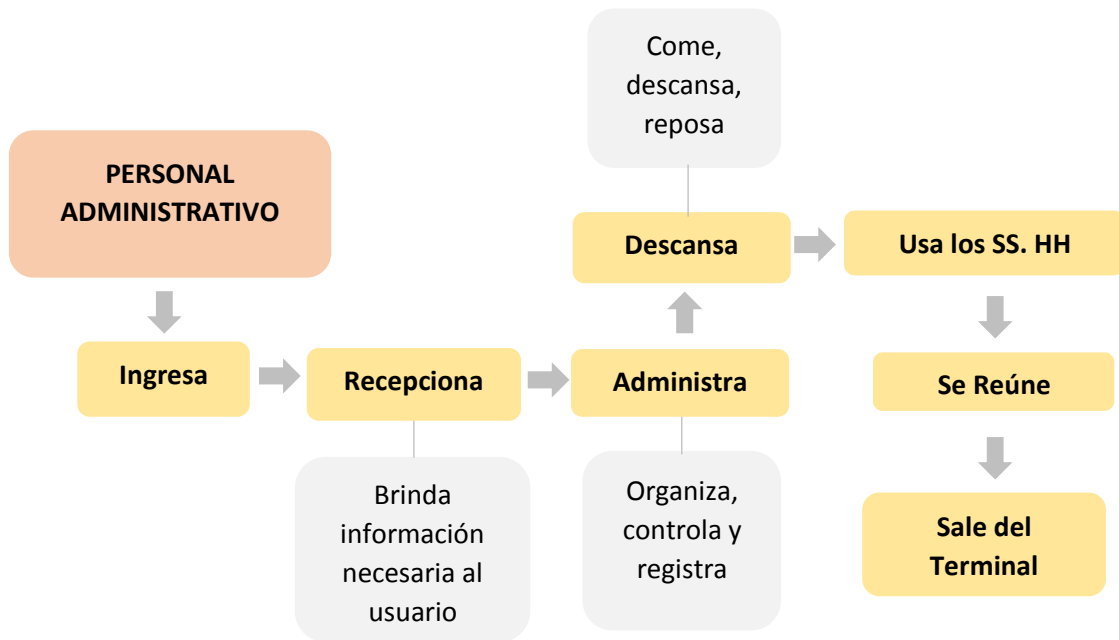 PERSONAL
ADMINISTRATIVO
Ingresa
Recepciona
Brinda
información
necesaria al
usuario
Administra
Organiza,
controla y
registra
Descansa
Come,
descansa,
reposa
Usa los SS. HH
Se Reúne
Sale del
Terminal